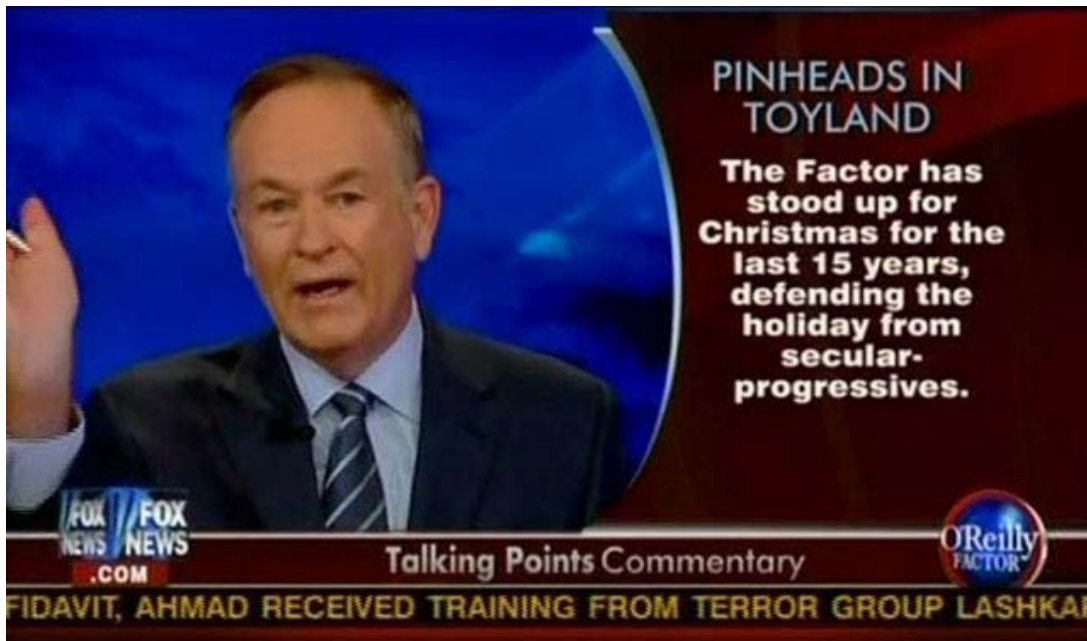 PINHEADS IN
TOYLAND
The Factor has
stood up for
Christmas for the
last 15 years,
defending the
holiday from
secular-
progressives.
FOX NEWS
FOX NEWS
.COM
Talking Points Commentary
O'Reilly
FACTOR
FIDAVIT, AHMAD RECEIVED TRAINING FROM TERROR GROUP LASHKA